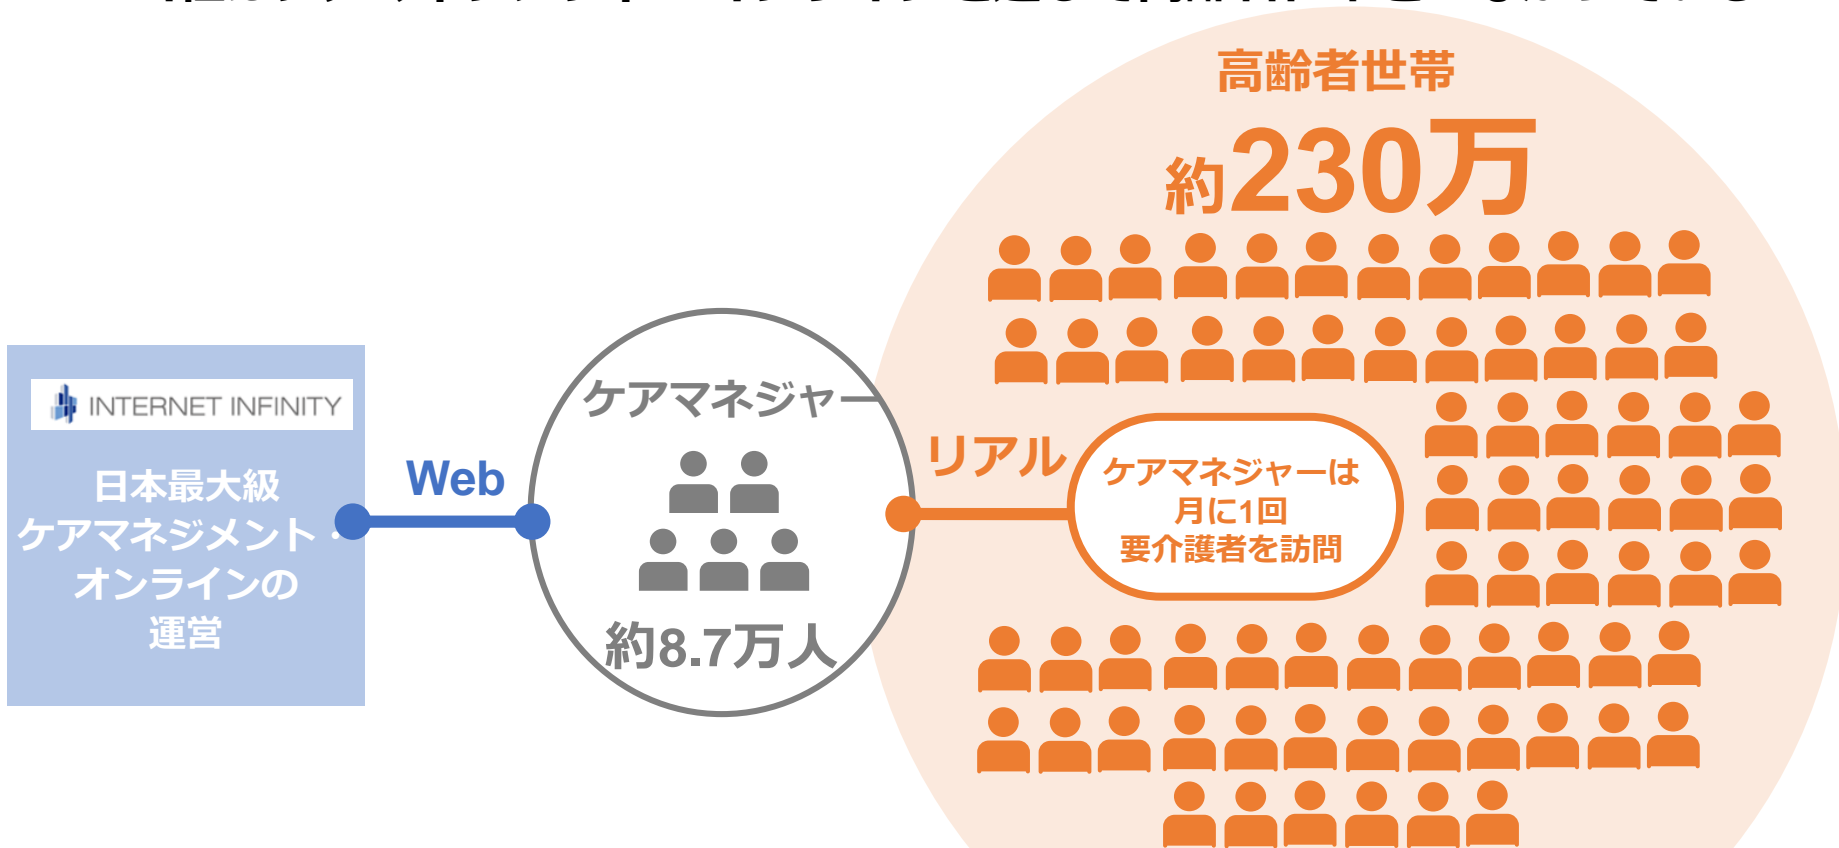 高齢者世帯
約230万
INTERNET INFINITY
日本最大級
ケアマネジメント・
オンラインの
運営
Web
ケアマネジャー
約8.7万人
リアル
ケアマネジャーは
月に1回
要介護者を訪問